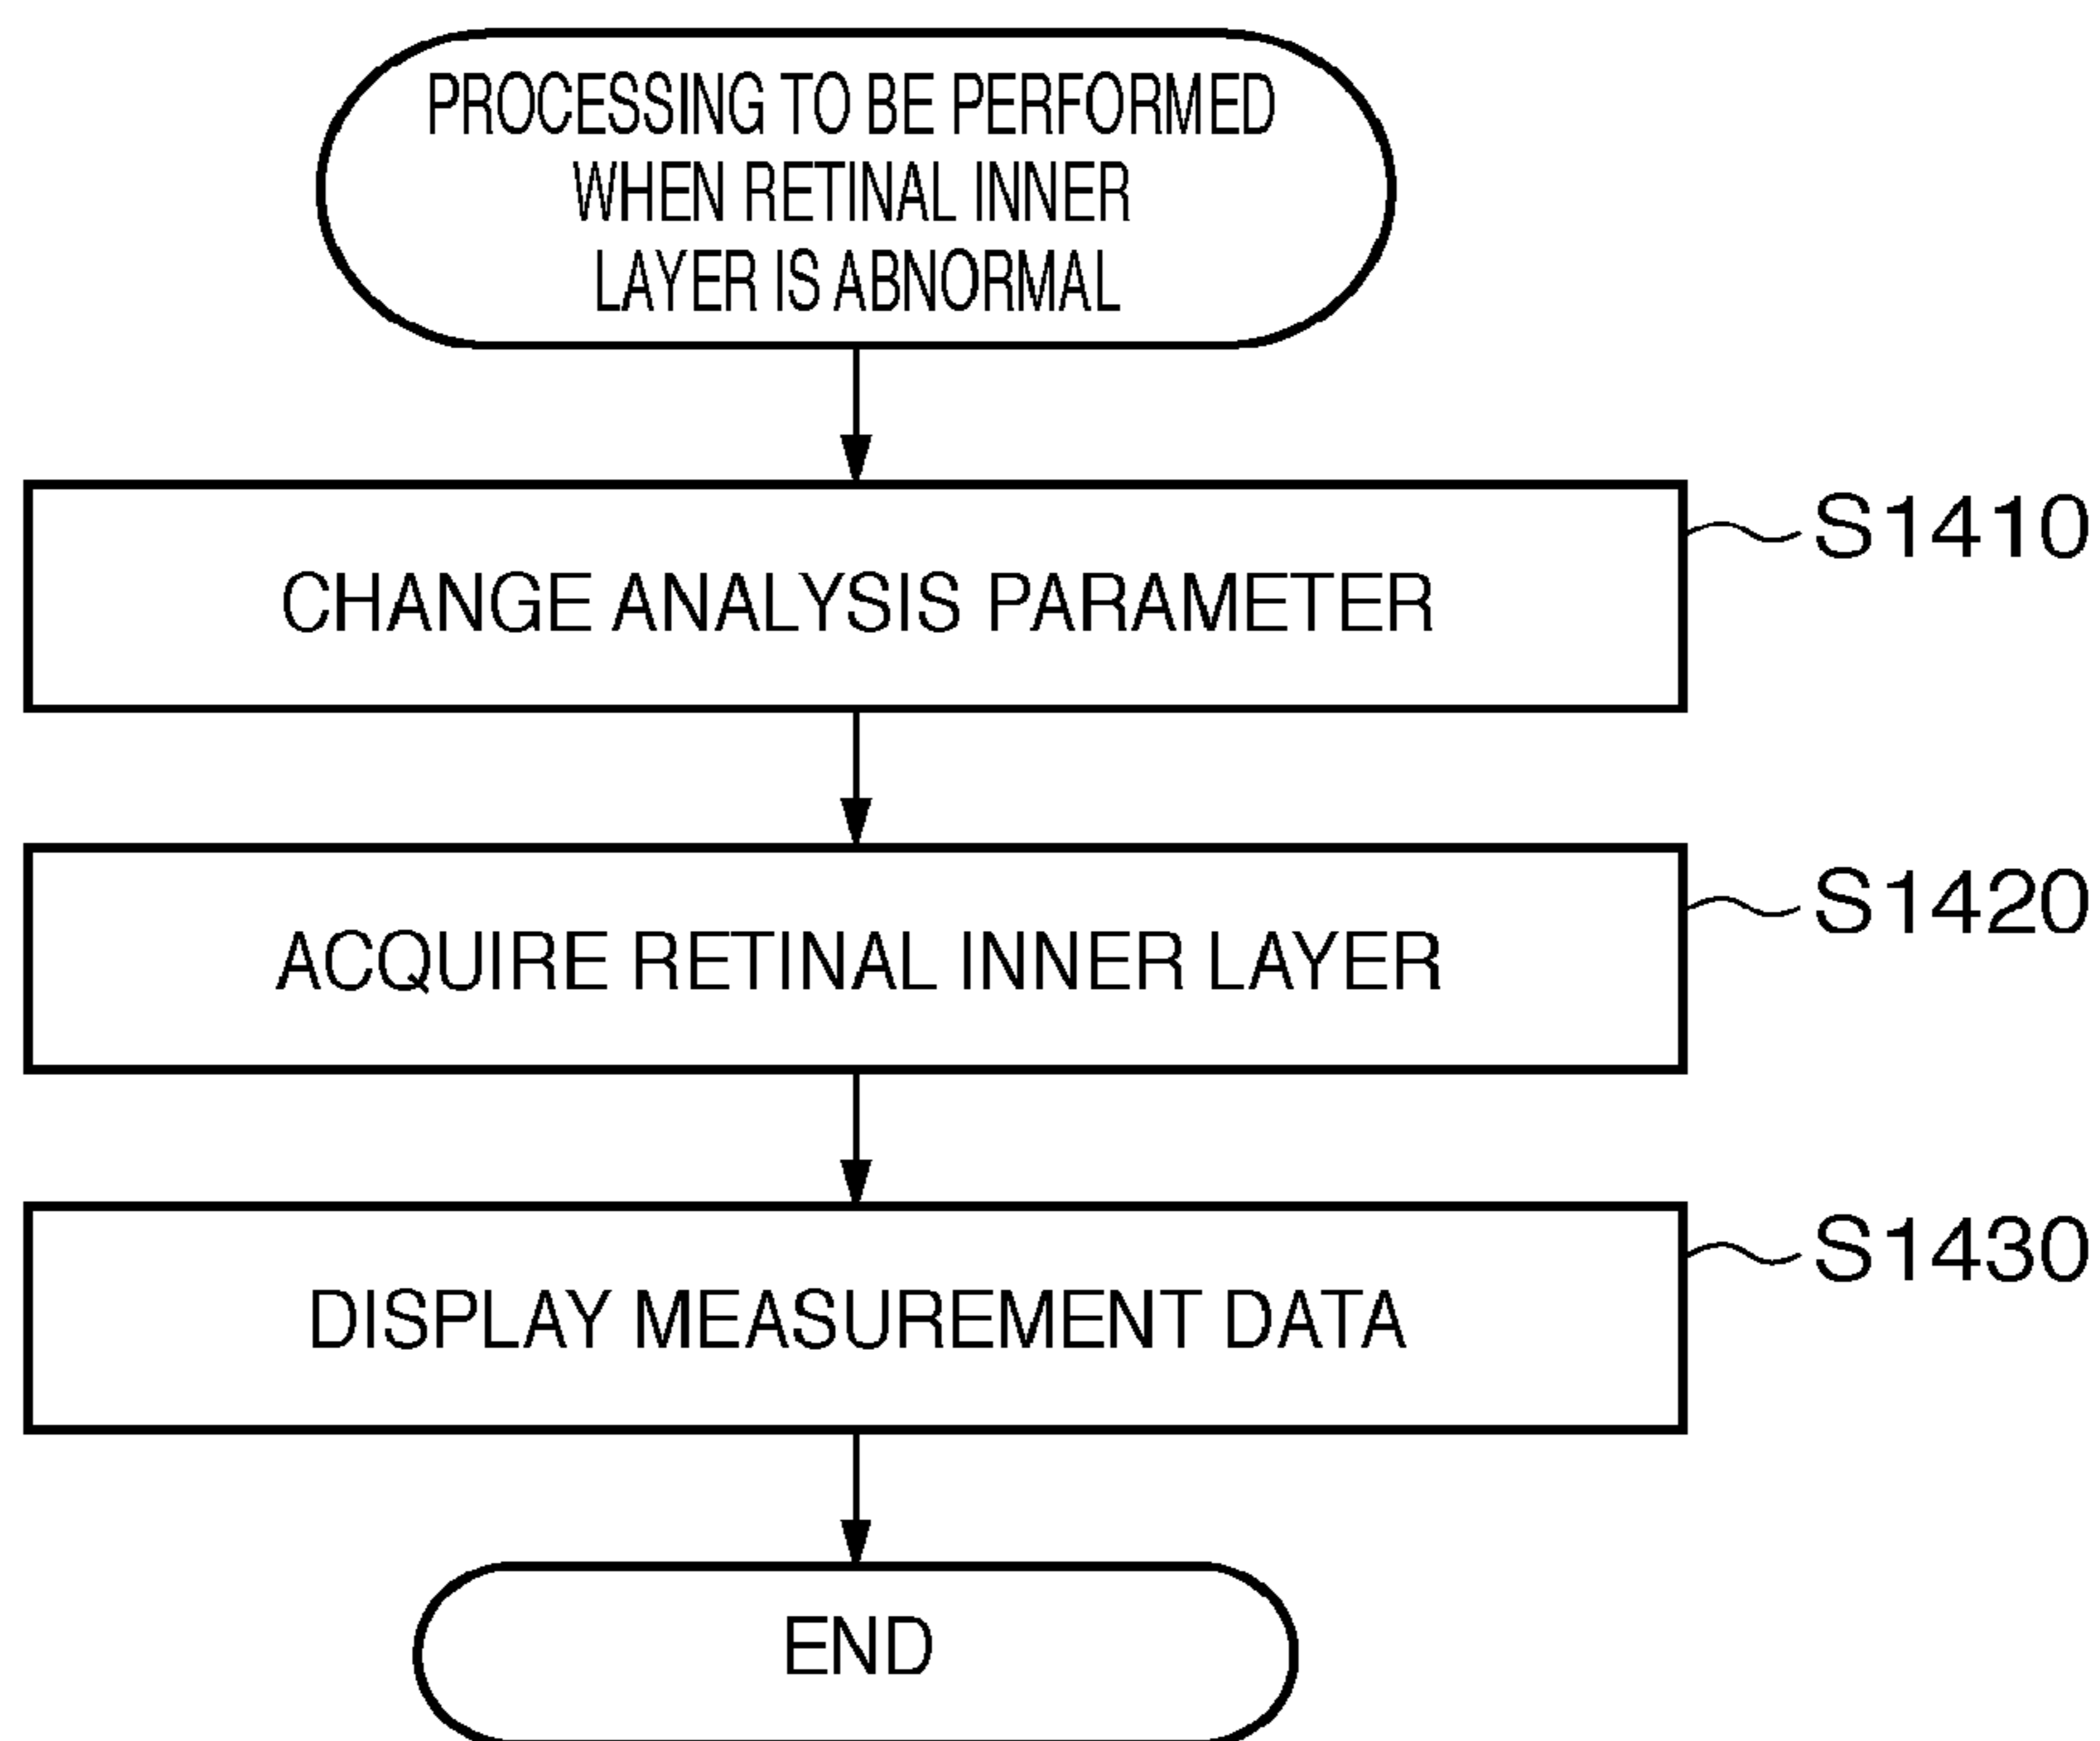 PROCESSING TO BE PERFORMED
WHEN RETINAL INNER
LAYER IS ABNORMAL
CHANGE ANALYSIS PARAMETER
S1410
ACQUIRE RETINAL INNER LAYER
S1420
DISPLAY MEASUREMENT DATA
S1430
END